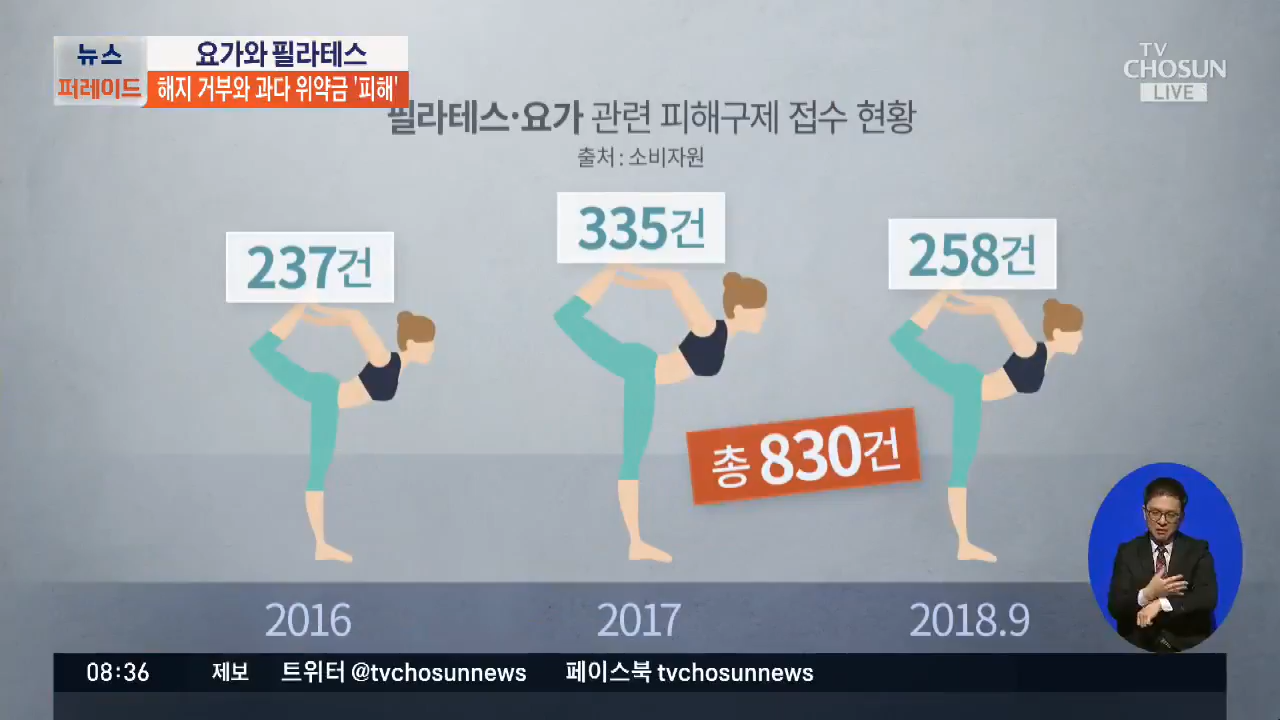 뉴스
퍼레이드
요가와 필라테스
해지 거부와 과다 위약금 '피해'
TV
CHOSUN
LIVE
필라테스·요가 관련 피해구제 접수 현황
출처 : 소비자원
237건
335건
258건
총 830건
2016
2017
2018.9
08:36 제보 트위터 @tvchosunnews 페이스북 tvchosunnews